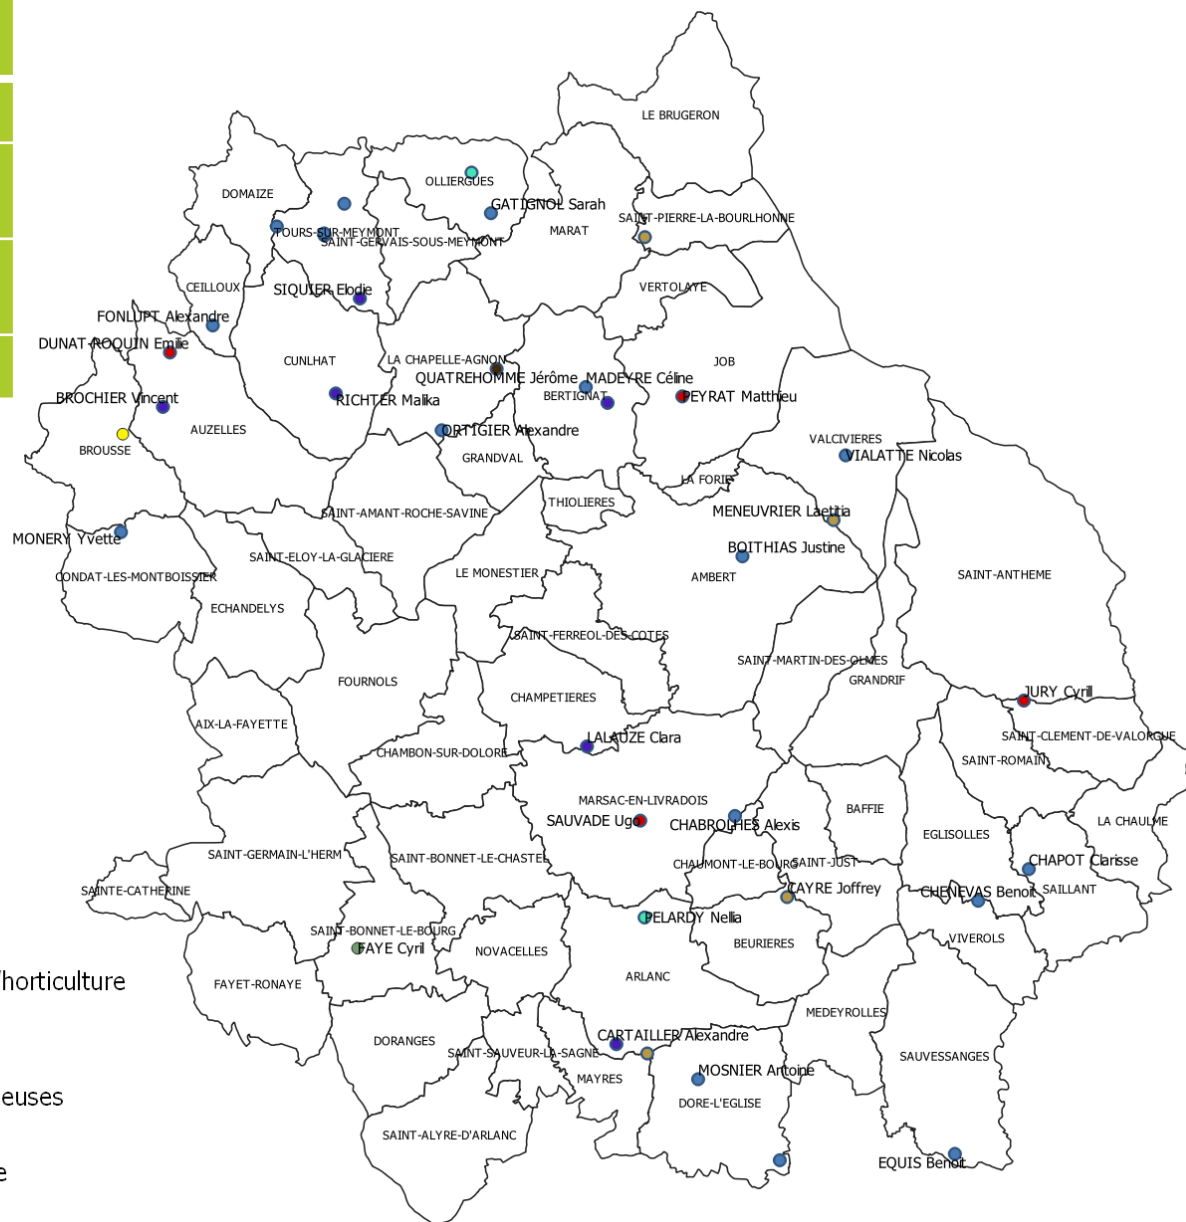 LE BRUGERON
OLLIERGUES
DOMAIZE
GATIGNOL Sarah
SAINT-PIERRE-LA-BOURLHONNE
MARAT
TOURS-SUR-MEYMONT
SAINT-GERVAIS-SOUS-MEYMONT
CEILLOUX
SIQUIER Elodie
VERTOLAYE
FONLUPT Alexandre
DUNAT-ROQUIN Emilie
CUNLHAT
LA CHAPELLE-AGNON
JOB
QUATREHOMME Jérôme
MADEYRE Céline
BROCHIER Vincent
RICHTER Malika
BERTIGNAT
PEYRAT Matthieu
AUZELLES
ORTIGIER Alexandre
VALCIVIERES
BROUSSE
GRANDVAL
VIALATTE Nicolas
LA FORIE
THIOLIERES
SAINT-AMANT-ROCHE-SAVINE
MENEUVRIER Laetitia
MONERY Yvette
BOITHIAS Justine
SAINT-ELOY-LA-GLACIERE
CONDAT-LES-MONTBOISSIER
LE MONESTIER
AMBERT
SAINT-ANTHEME
ECHANDELYS
SAINT-FERREOL-DES-COTES
SAINT-MARTIN-DES-OLMES
FOURNOLS
GRANDRIF
CHAMPETIERES
JURY Cyrill
AIX-LA-FAYETTE
LALAUZE Clara
SAINT-CLEMENT-DE-VALORGUE
CHAMBON-SUR-DOLORE
SAINT-ROMAIN
MARSAC-EN-LIVRADOIS
BAFFIE
SAUVADE Ugo
CHABROLHES Alexis
LA CHAULME
EGLISOLLES
SAINT-GERMAIN-L'HERM
SAINT-BONNET-LE-CHASTEL
CHAUMONT-LE-BOURG
SAINT-JUST
CHAPOT Clarisse
SAINTE-CATHERINE
CAYRE Joffrey
CHENEVAS Benoit
SAILLANT
PELARDY Nellia
SAINT-BONNET-LE-BOURG
FAYE Cyril
NOVACELLES
BEURIERES
VIVEROLS
'horticulture
FAYET-RONAYE
ARLANC
MEDEYROLLES
CARTAILLER Alexandre
DORANGES
SAINT-SAUVEUR-LA-SAGNE
SAUVESSANGES
MAYRES
MOSNIER Antoine
euses
DORE-L'EGLISE
SAINT-ALYRE-D'ARLANC
EQUIS Benoit
e